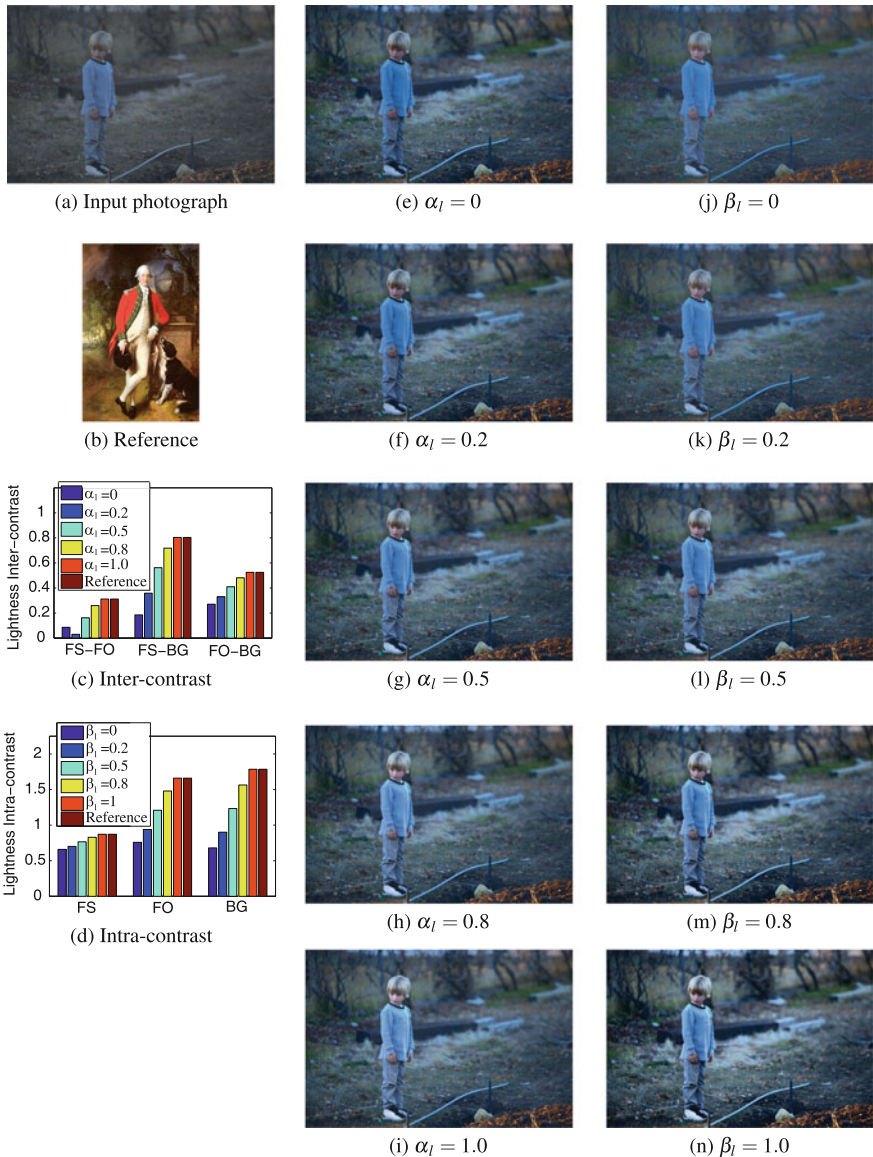 (a) Input photograph
(e) αl = 0
(j) βl = 0
(b) Reference
(f) αl = 0.2
(k) βl = 0.2
Lightness Inter−contrast
1
0.8
0.6
0.4
0.2
0
αl=0
αl=0.2
αl=0.5
αl=0.8
αl=1.0
Reference
FS−FO
FS−BG
FO−BG
(c) Inter-contrast
(g) αl = 0.5
(l) βl = 0.5
Lightness Intra−contrast
2
1.5
1
0.5
0
βl=0
βl=0.2
βl=0.5
βl=0.8
βl=1
Reference
FS
FO
BG
(d) Intra-contrast
(h) αl = 0.8
(m) βl = 0.8
(i) αl = 1.0
(n) βl = 1.0